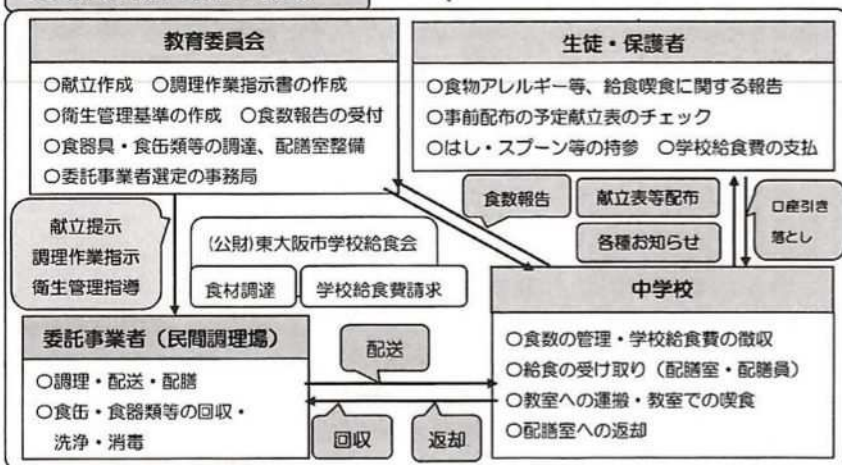 教育委員会
○献立作成 ○調理作業指示書の作成
○衛生管理基準の作成 ○食数報告の受付
○食器具・食缶類等の調達、配膳室整備
○委託事業者選定の事務局
生徒・保護者
○食物アレルギー等、給食喫食に関する報告
○事前配布の予定献立表のチェック
○はし・スプーン等の持参 ○学校給食費の支払
献立提示
調理作業指示
衛生管理指導
(公財)東大阪市学校給食会
食材調達
学校給食費請求
食数報告
献立表等配布
各種お知らせ
口座引き
落とし
委託事業者(民間調理場)
○調理・配送・配膳
○食缶・食器類等の回収・
洗浄・消毒
配送
回収
返却
中学校
○食数の管理・学校給食費の徴収
○給食の受け取り(配膳室・配膳員)
○教室への運搬・教室での喫食
○配膳室への返却